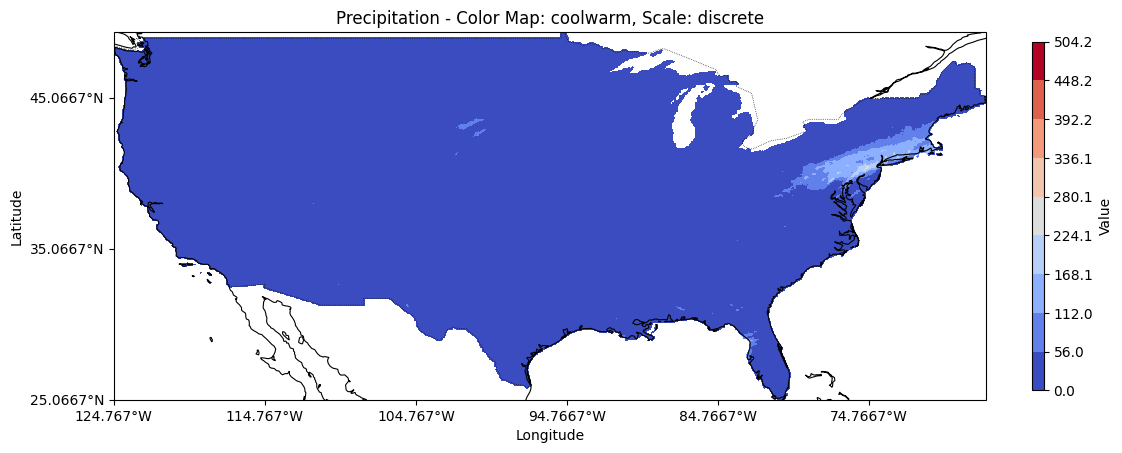 Precipitation - Color Map: coolwarm, Scale: discrete
45.0667°N
35.0667°N
25.0667°N
Latitude
124.767°W
114.767°W
104.767°W
94.7667°W
84.7667°W
74.7667°W
Longitude
504.2
448.2
392.2
336.1
280.1
224.1
168.1
112.0
56.0
0.0
Value